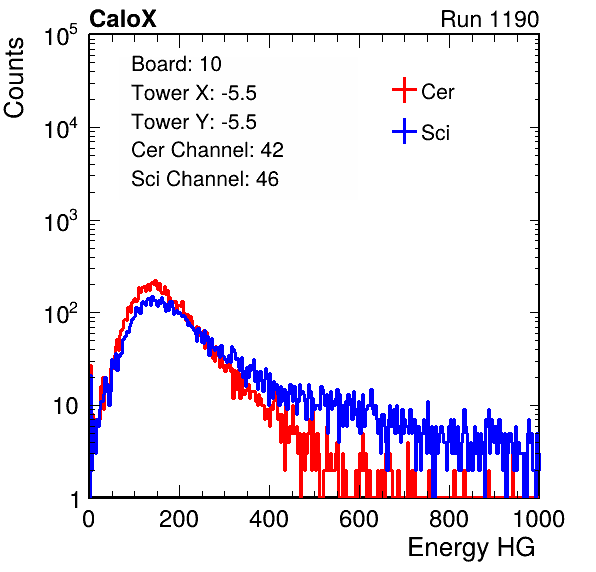 CaloX Run 1190
Counts
10^5
10^4
10^3
10^2
10
1
Board: 10
Tower X: -5.5
Tower Y: -5.5
Cer Channel: 42
Sci Channel: 46
Cer
Sci
0 200 400 600 800 1000
Energy HG